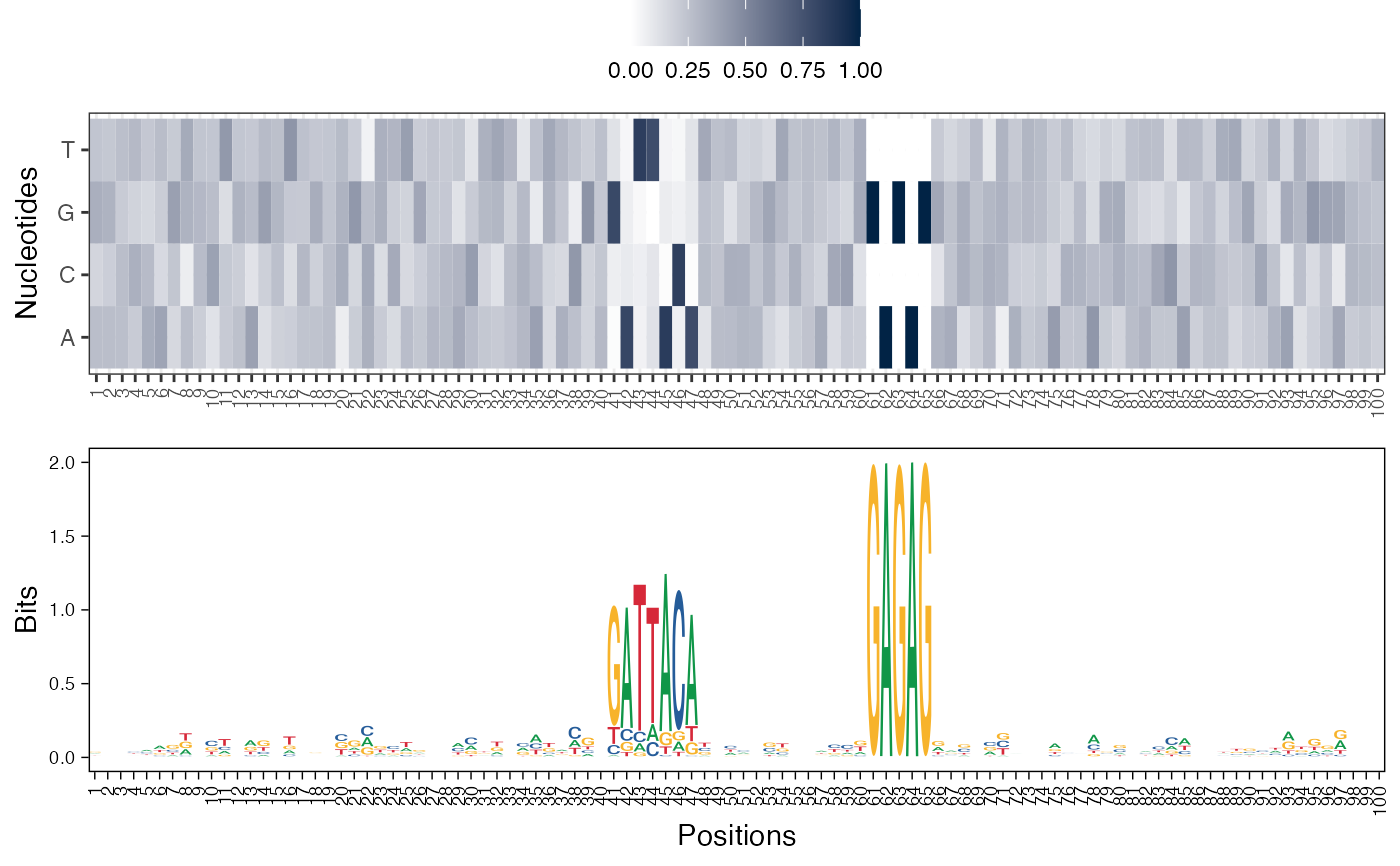 0.00 0.25 0.50 0.75 1.00
Nucleotides
T
G
C
A
1 2 3 4 5 6 7 8 9 10 11 12 13 14 15 16 17 18 19 20 21 22 23 24 25 26 27 28 29 30 31 32 33 34 35 36 37 38 39 40 41 42 43 44 45 46 47 48 49 50 51 52 53 54 55 56 57 58 59 60 61 62 63 64 65 66 67 68 69 70 71 72 73 74 75 76 77 78 79 80 81 82 83 84 85 86 87 88 89 90 91 92 93 94 95 96 97 98 99 100
Bits
2.0
1.5
1.0
0.5
0.0
GATTACA GAGAG
1 2 3 4 5 6 7 8 9 10 11 12 13 14 15 16 17 18 19 20 21 22 23 24 25 26 27 28 29 30 31 32 33 34 35 36 37 38 39 40 41 42 43 44 45 46 47 48 49 50 51 52 53 54 55 56 57 58 59 60 61 62 63 64 65 66 67 68 69 70 71 72 73 74 75 76 77 78 79 80 81 82 83 84 85 86 87 88 89 90 91 92 93 94 95 96 97 98 99 100
Positions